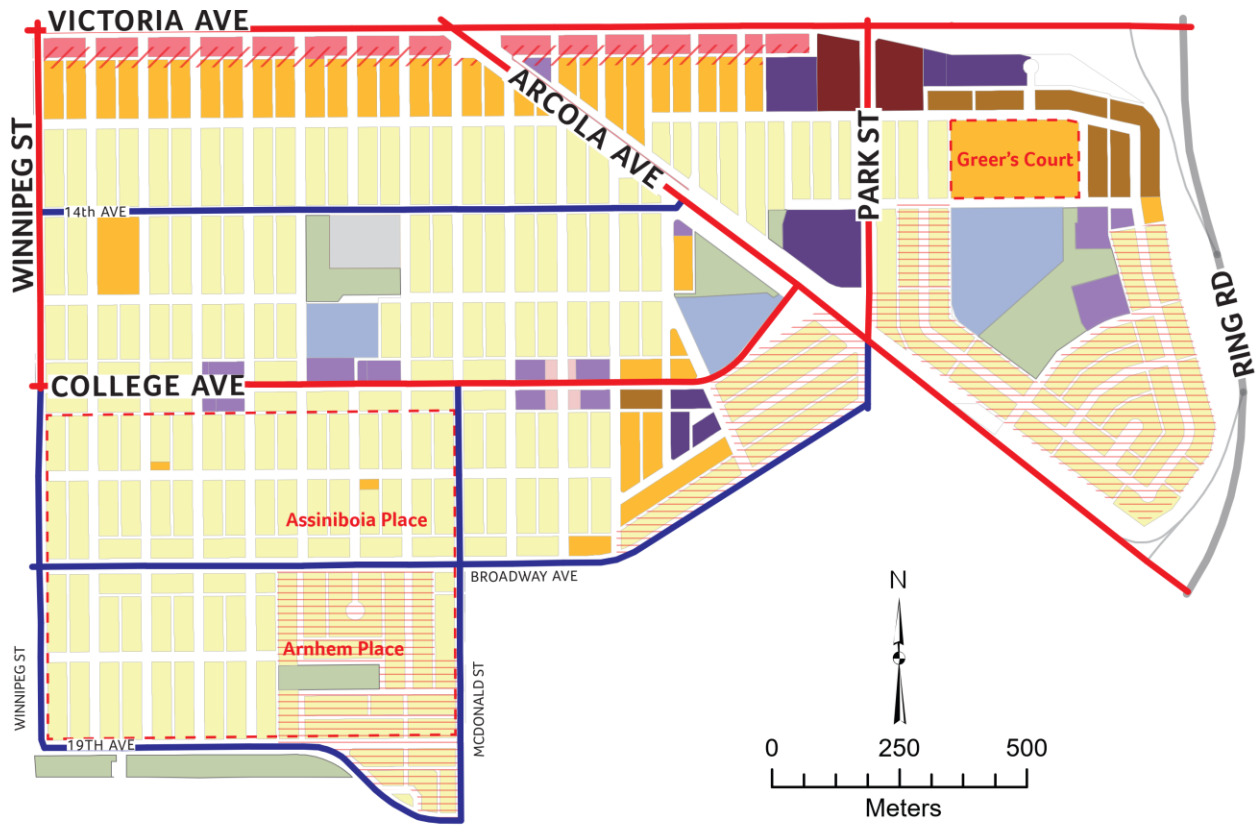 VICTORIA AVE
ARCOLA AVE
WINNIPEG ST
PARK ST
Greer's Court
14th AVE
RING RD
COLLEGE AVE
Assiniboia Place
BROADWAY AVE
Arnhem Place
WINNIPEG ST
MCDONALD ST
19TH AVE
N
0 250 500
Meters